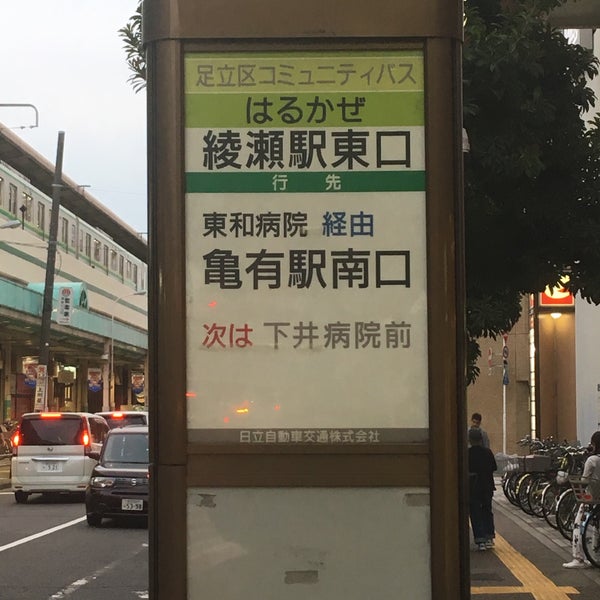 足立区コミュニティバス
はるかぜ
綾瀬駅東口
行先
東和病院 経由
亀有駅南口
次は 下井病院前
日立自動車交通株式会社